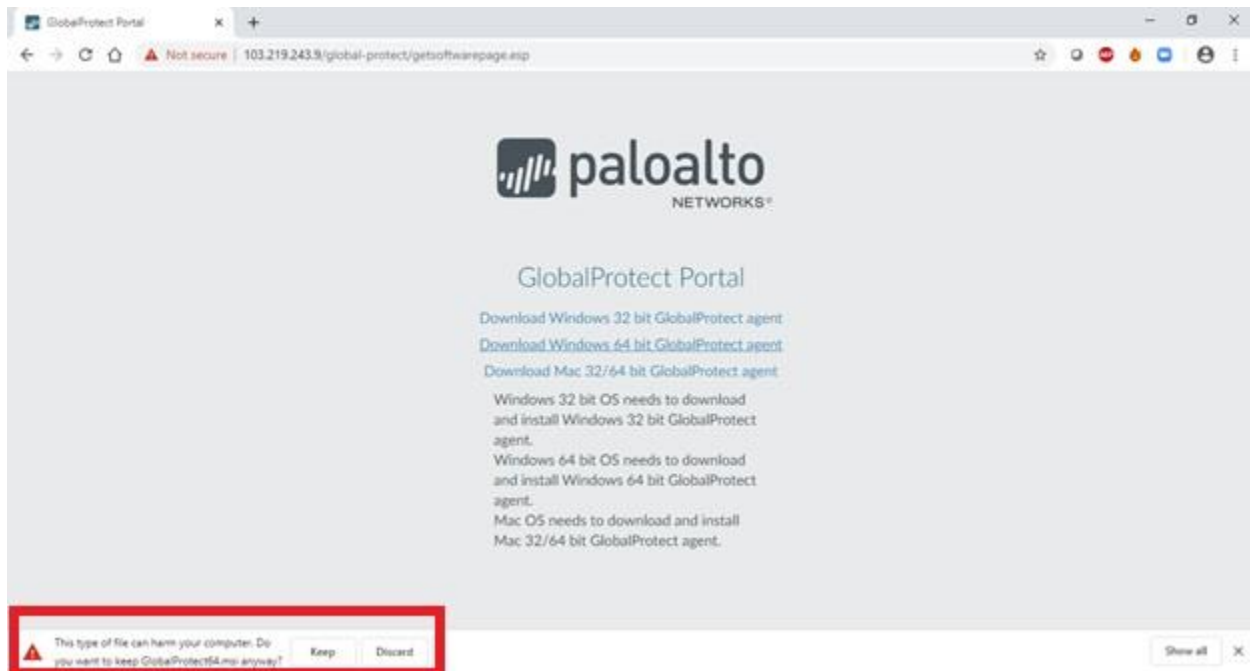 GlobalProtect Portal
Not secure | 103.219.243.9/global-protect/getsoftwarepage.esp
paloalto
NETWORKS®
GlobalProtect Portal
Download Windows 32 bit GlobalProtect agent
Download Windows 64 bit GlobalProtect agent
Download Mac 32/64 bit GlobalProtect agent
Windows 32 bit OS needs to download
and install Windows 32 bit GlobalProtect
agent.
Windows 64 bit OS needs to download
and install Windows 64 bit GlobalProtect
agent.
Mac OS needs to download and install
Mac 32/64 bit GlobalProtect agent.
This type of file can harm your computer. Do
you want to keep GlobalProtect64.msi anyway?
Keep
Discard
Show all